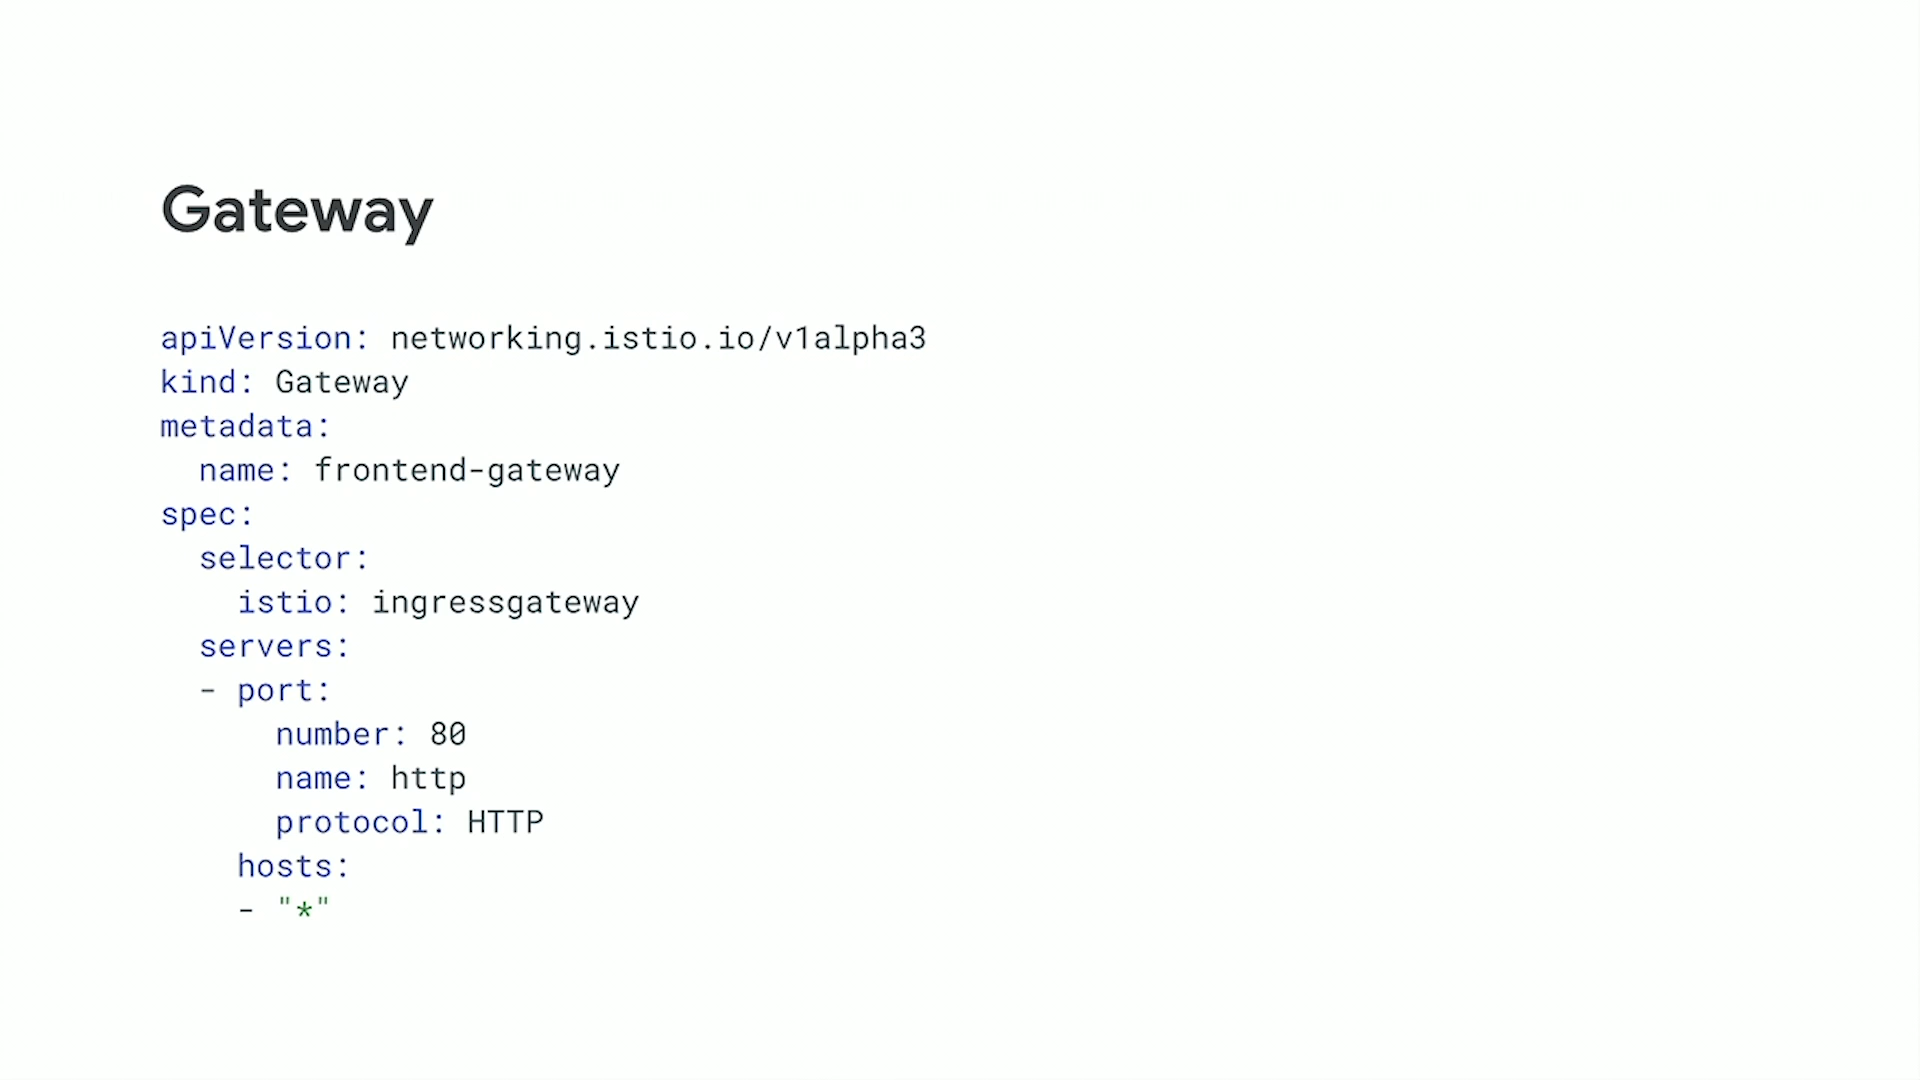 Gateway
apiVersion: networking.istio.io/v1alpha3
kind: Gateway
metadata:
  name: frontend-gateway
spec:
  selector:
    istio: ingressgateway
  servers:
  - port:
      number: 80
      name: http
      protocol: HTTP
    hosts:
    - "*"